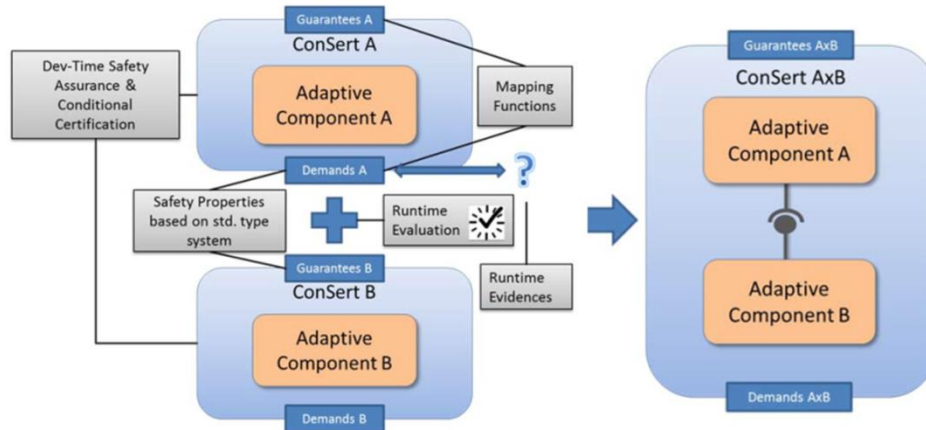 Guarantees A
ConSert A
Dev-Time Safety
Assurance &
Conditional
Certification
Adaptive
Component A
Mapping
Functions
Demands A
?
Safety Properties
based on std. type
system
Runtime
Evaluation
Runtime
Evidences
Guarantees B
ConSert B
Adaptive
Component B
Demands B
Guarantees AxB
ConSert AxB
Adaptive
Component A
Adaptive
Component B
Demands AxB